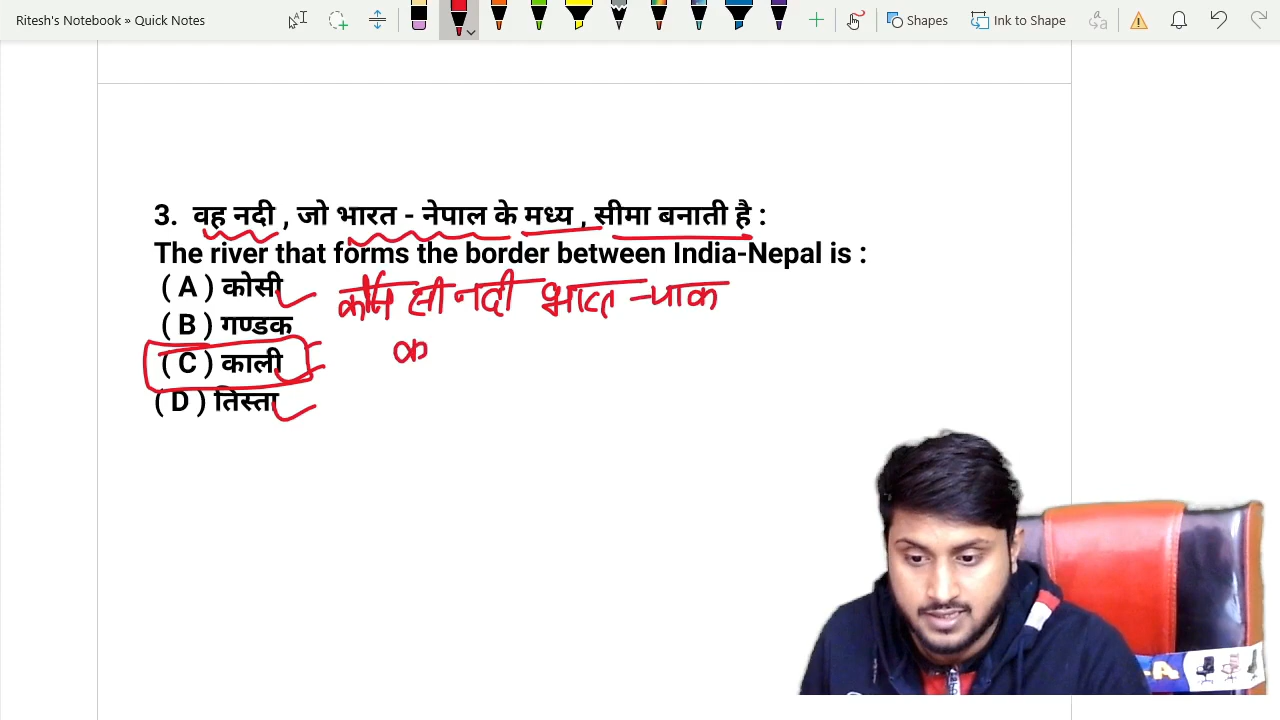 Ritesh's Notebook » Quick Notes
Shapes
Ink to Shape
3. वह नदी , जो भारत - नेपाल के मध्य , सीमा बनाती है :
The river that forms the border between India-Nepal is :
( A ) कोसी
कौन सी नदी भारत - पाक
( B ) गण्डक
( C ) काली
( D ) तिस्ता